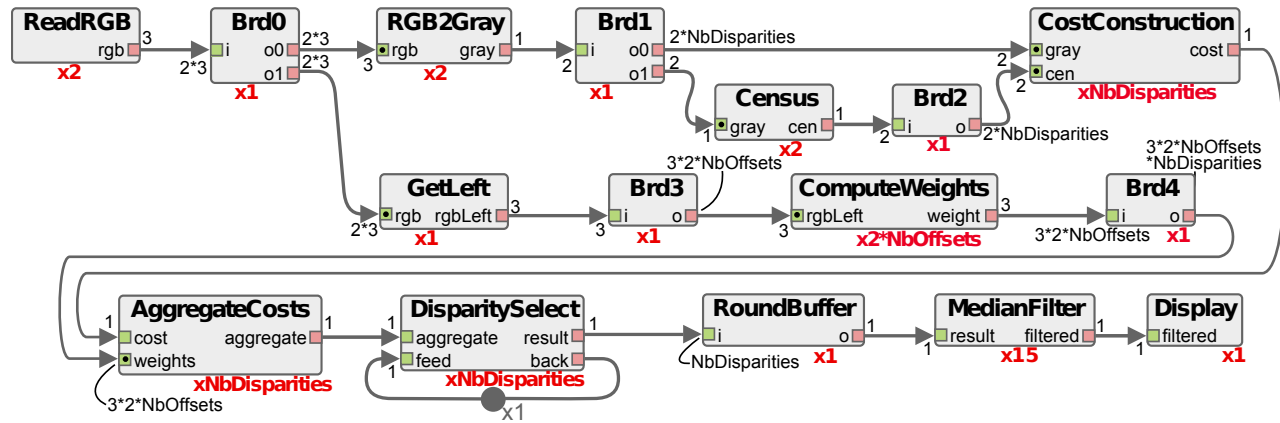 ReadRGB
rgb
3
x2
Brd0
i
2*3
o0
2*3
o1
2*3
x1
RGB2Gray
rgb
3
gray
1
x2
Brd1
i
2
o0
2*NbDisparities
o1
2
x1
CostConstruction
gray
2
cen
2
cost
1
xNbDisparities
Census
gray
1
cen
1
x2
Brd2
i
2
o
2*NbDisparities
x1
GetLeft
rgb
2*3
rgbLeft
3
x1
Brd3
i
3
o
3*2*NbOffsets
x1
ComputeWeights
rgbLeft
3
weight
3
x2*NbOffsets
Brd4
i
3*2*NbOffsets
o
3*2*NbOffsets
*NbDisparities
x1
AggregateCosts
cost
1
weights
3*2*NbOffsets
aggregate
1
xNbDisparities
DisparitySelect
aggregate
1
feed
1
result
1
back
1
xNbDisparities
x1
RoundBuffer
i
NbDisparities
o
1
x1
MedianFilter
result
1
filtered
1
x15
Display
filtered
1
x1